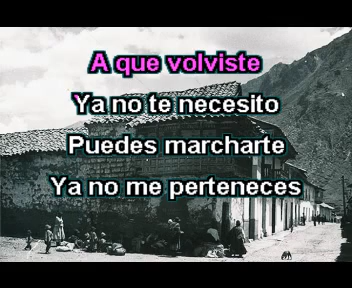 A que volviste
Ya no te necesito
Puedes marcharte
Ya no me perteneces